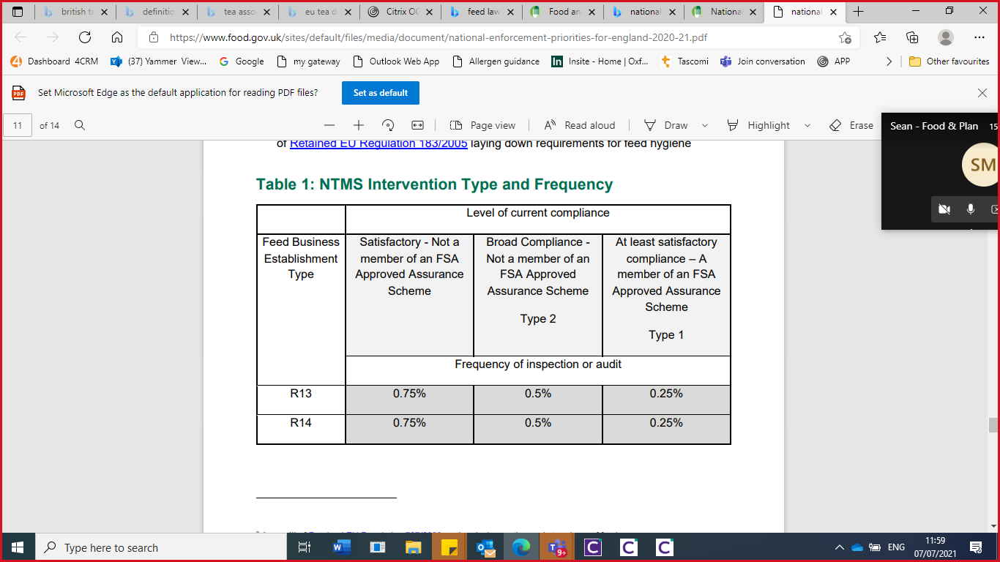 british te
definitic
tea asso
eu tea d
Citrix OC
feed law
Food an
national
National
national
https://www.food.gov.uk/sites/default/files/media/document/national-enforcement-priorities-for-england-2020-21.pdf
Dashboard 4CRM
(37) Yammer View...
Google
my gateway
Outlook Web App
Allergen guidance
In
Insite - Home | Oxf...
Tascomi
Join conversation
APP
Other favourites
PDF
Set Microsoft Edge as the default application for reading PDF files?
Set as default
11
of 14
Page view
Read aloud
Draw
Highlight
Erase
Sean - Food & Plan 15
SM
of Retained EU Regulation 183/2005 laying down requirements for feed hygiene
Table 1: NTMS Intervention Type and Frequency
Level of current compliance
Feed Business
Establishment
Type
Satisfactory - Not a
member of an FSA
Approved Assurance
Scheme
Broad Compliance -
Not a member of an
FSA Approved
Assurance Scheme
Type 2
At least satisfactory
compliance – A
member of an FSA
Approved Assurance
Scheme
Type 1
Frequency of inspection or audit
R13 0.75% 0.5% 0.25%
R14 0.75% 0.5% 0.25%
Type here to search
9+
ENG
11:59
07/07/2021